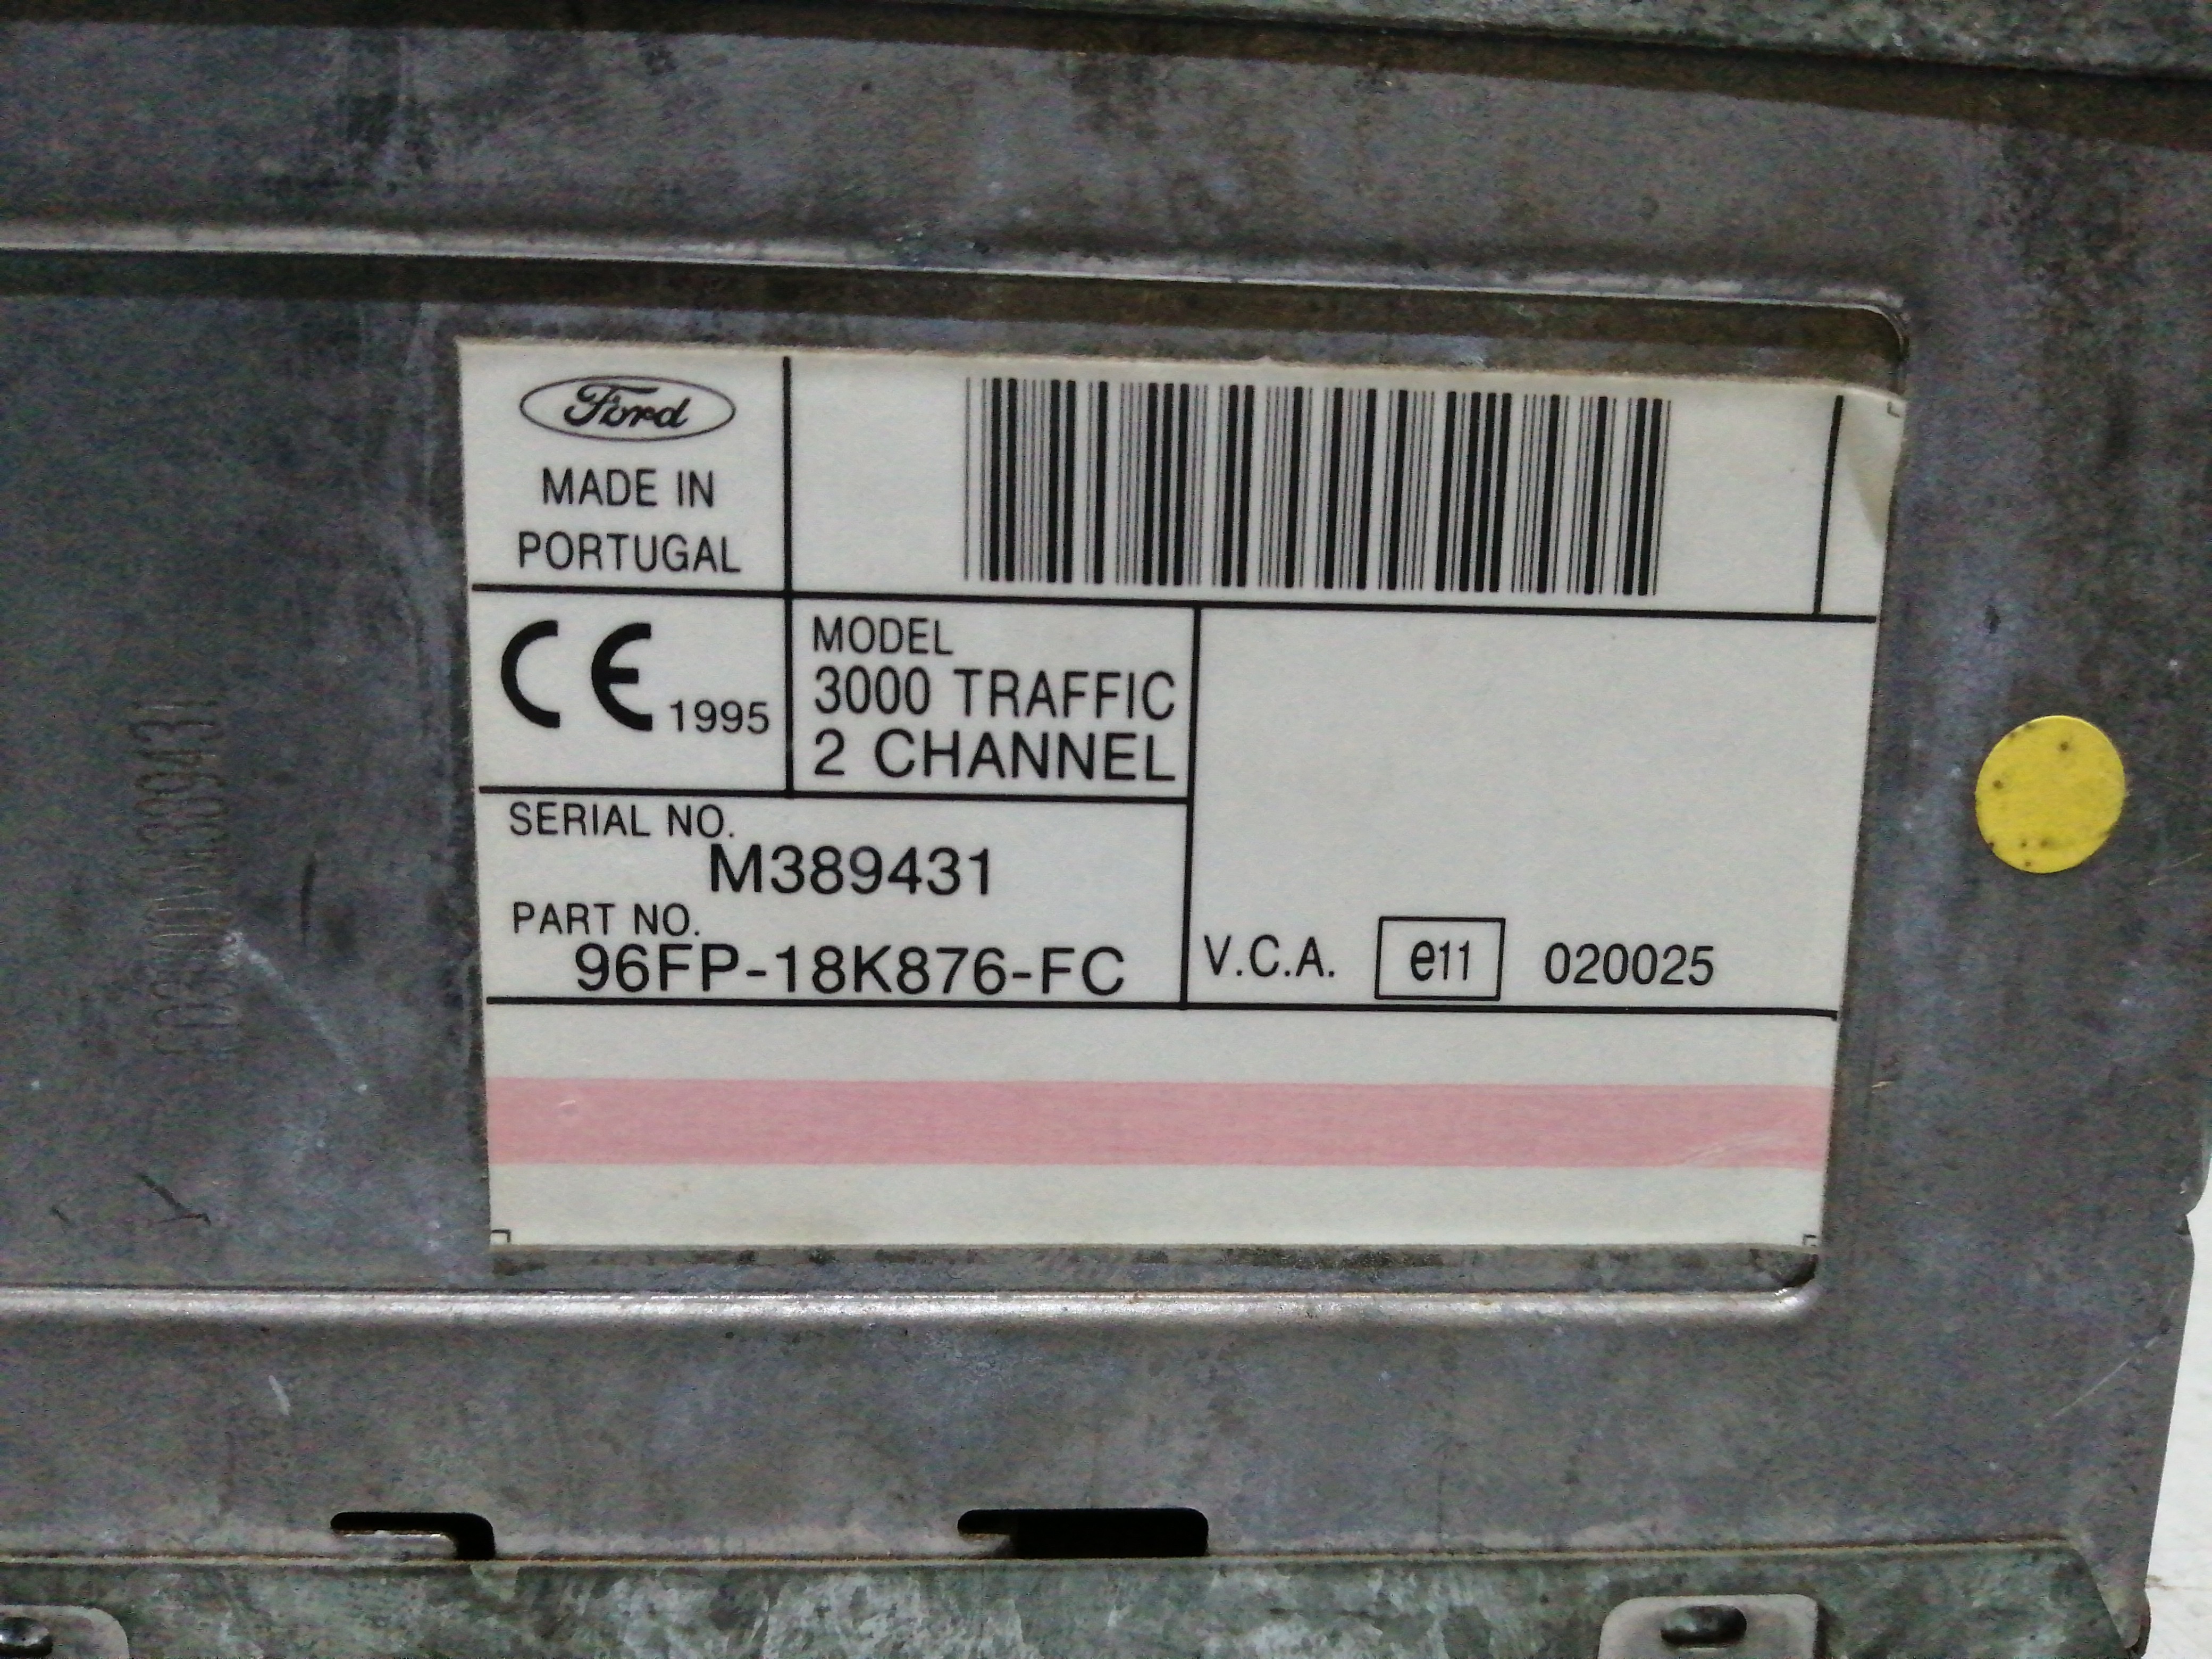 Ford
MADE IN
PORTUGAL
CE 1995
MODEL
3000 TRAFFIC
2 CHANNEL
SERIAL NO.
M389431
PART NO.
96FP-18K876-FC
V.C.A. e11 020025